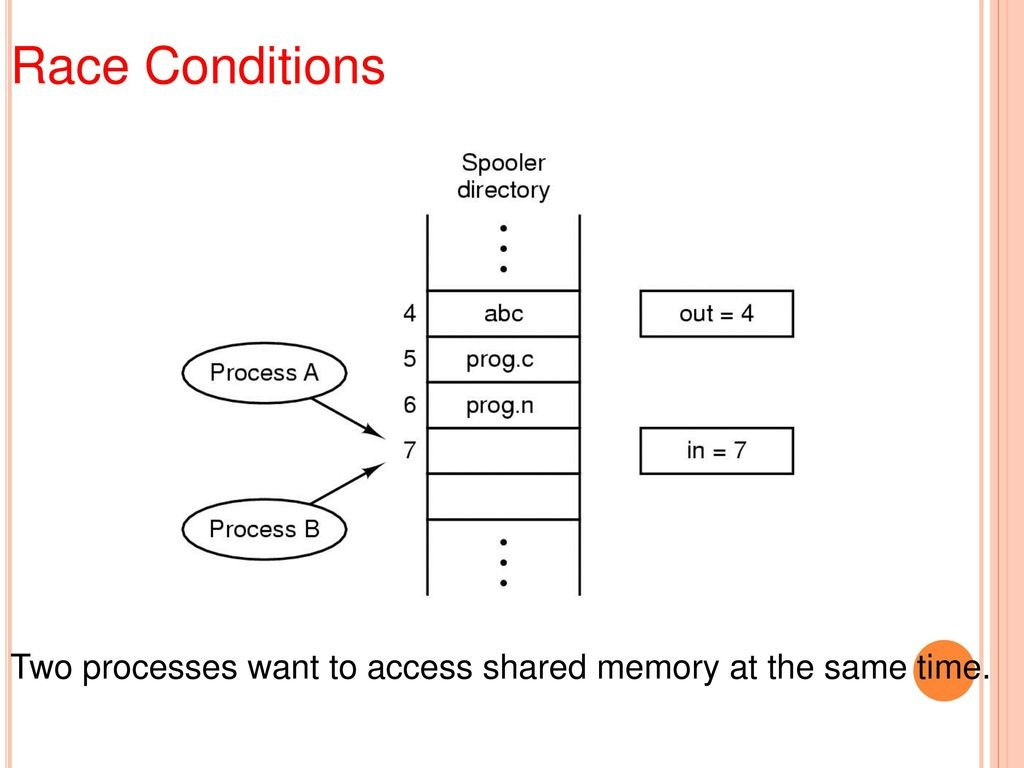 Race Conditions
Spooler
directory
4 abc out = 4
Process A
5 prog.c
6 prog.n
7 in = 7
Process B
Two processes want to access shared memory at the same time.